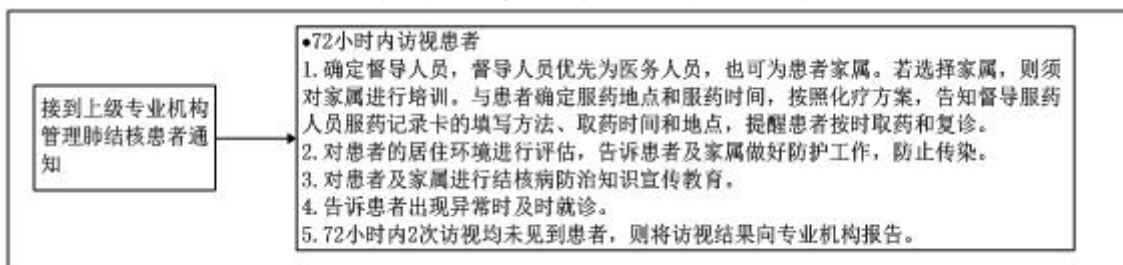 接到上级专业机构
管理肺结核患者通
知
●72小时内访视患者
1.确定督导人员，督导人员优先为医务人员，也可为患者家属。若选择家属，则须
对家属进行培训。与患者确定服药地点和服药时间，按照化疗方案，告知督导服药
人员服药记录卡的填写方法、取药时间和地点，提醒患者按时取药和复诊。
2.对患者的居住环境进行评估，告诉患者及家属做好防护工作，防止传染。
3.对患者及家属进行结核病防治知识宣传教育。
4.告诉患者出现异常时及时就诊。
5.72小时内2次访视均未见到患者，则将访视结果向专业机构报告。